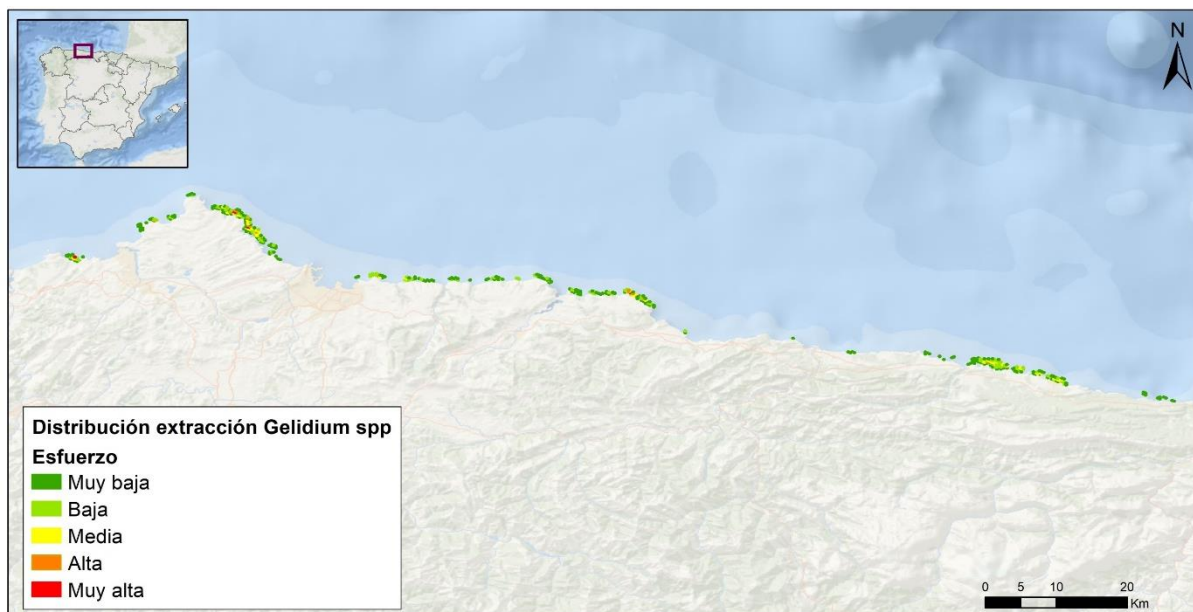 N
Distribución extracción Gelidium spp
Esfuerzo
Muy baja
Baja
Media
Alta
Muy alta
0 5 10 20
Km